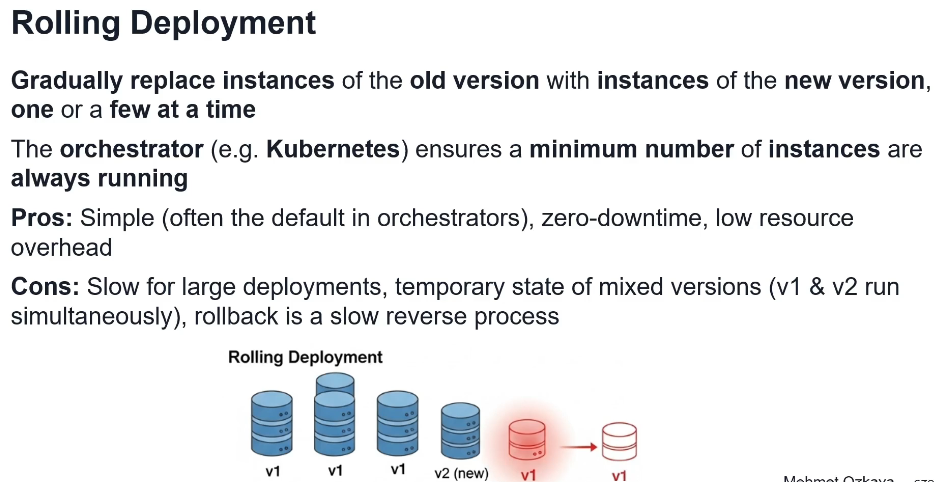 Rolling Deployment
Gradually replace instances of the old version with instances of the new version,
one or a few at a time
The orchestrator (e.g. Kubernetes) ensures a minimum number of instances are
always running
Pros: Simple (often the default in orchestrators), zero-downtime, low resource
overhead
Cons: Slow for large deployments, temporary state of mixed versions (v1 & v2 run
simultaneously), rollback is a slow reverse process
Rolling Deployment
v1 v1 v1 v2 (new) v1 v1
Mehmet Ozkaya